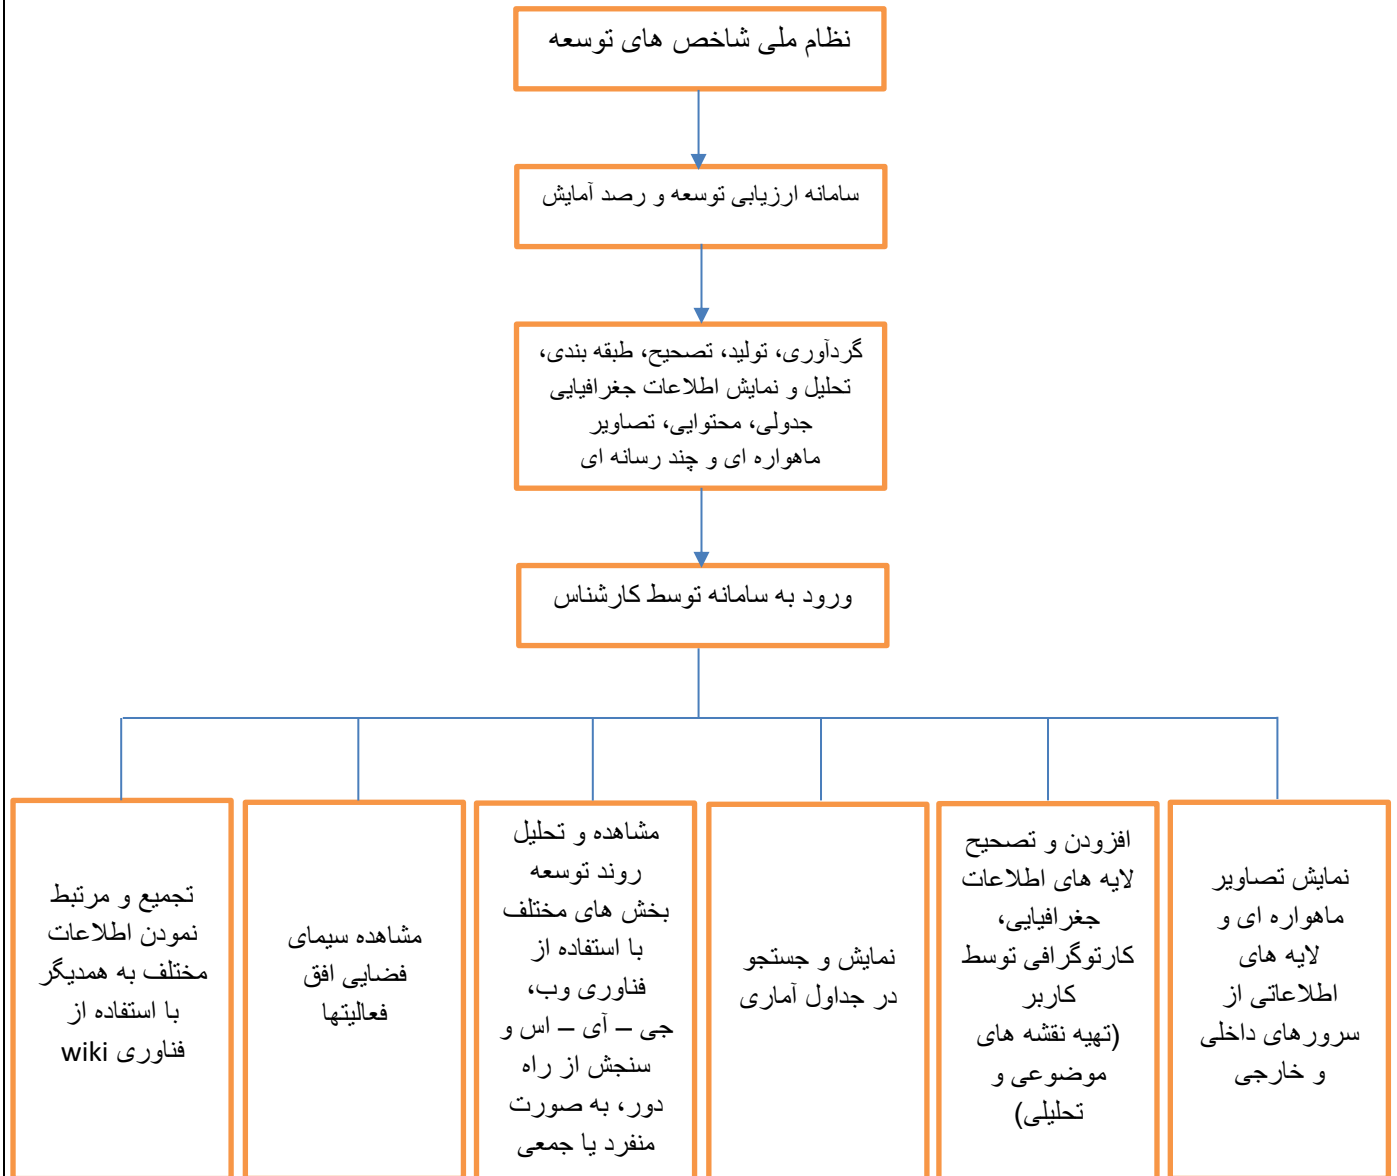 نظام ملی شاخص های توسعه
سامانه ارزیابی توسعه و رصد آمایش
گردآوری، تولید، تصحیح، طبقه بندی،
تحلیل و نمایش اطلاعات جغرافیایی
جدولی، محتوایی، تصاویر
ماهواره ای و چند رسانه ای
ورود به سامانه توسط کارشناس
نمایش تصاویر
ماهواره ای و
لایه های
اطلاعاتی از
سرورهای داخلی
و خارجی
افزودن و تصحیح
لایه های اطلاعات
جغرافیایی،
کارتوگرافی توسط
کاربر
(تهیه نقشه های
موضوعی و
تحلیلی)
نمایش و جستجو
در جداول آماری
مشاهده و تحلیل
روند توسعه
بخش های مختلف
با استفاده از
فناوری وب،
جی – آی – اس و
سنجش از راه
دور، به صورت
منفرد یا جمعی
مشاهده سیمای
فضایی افق
فعالیتها
تجمیع و مرتبط
نمودن اطلاعات
مختلف به همدیگر
با استفاده از
فناوری wiki